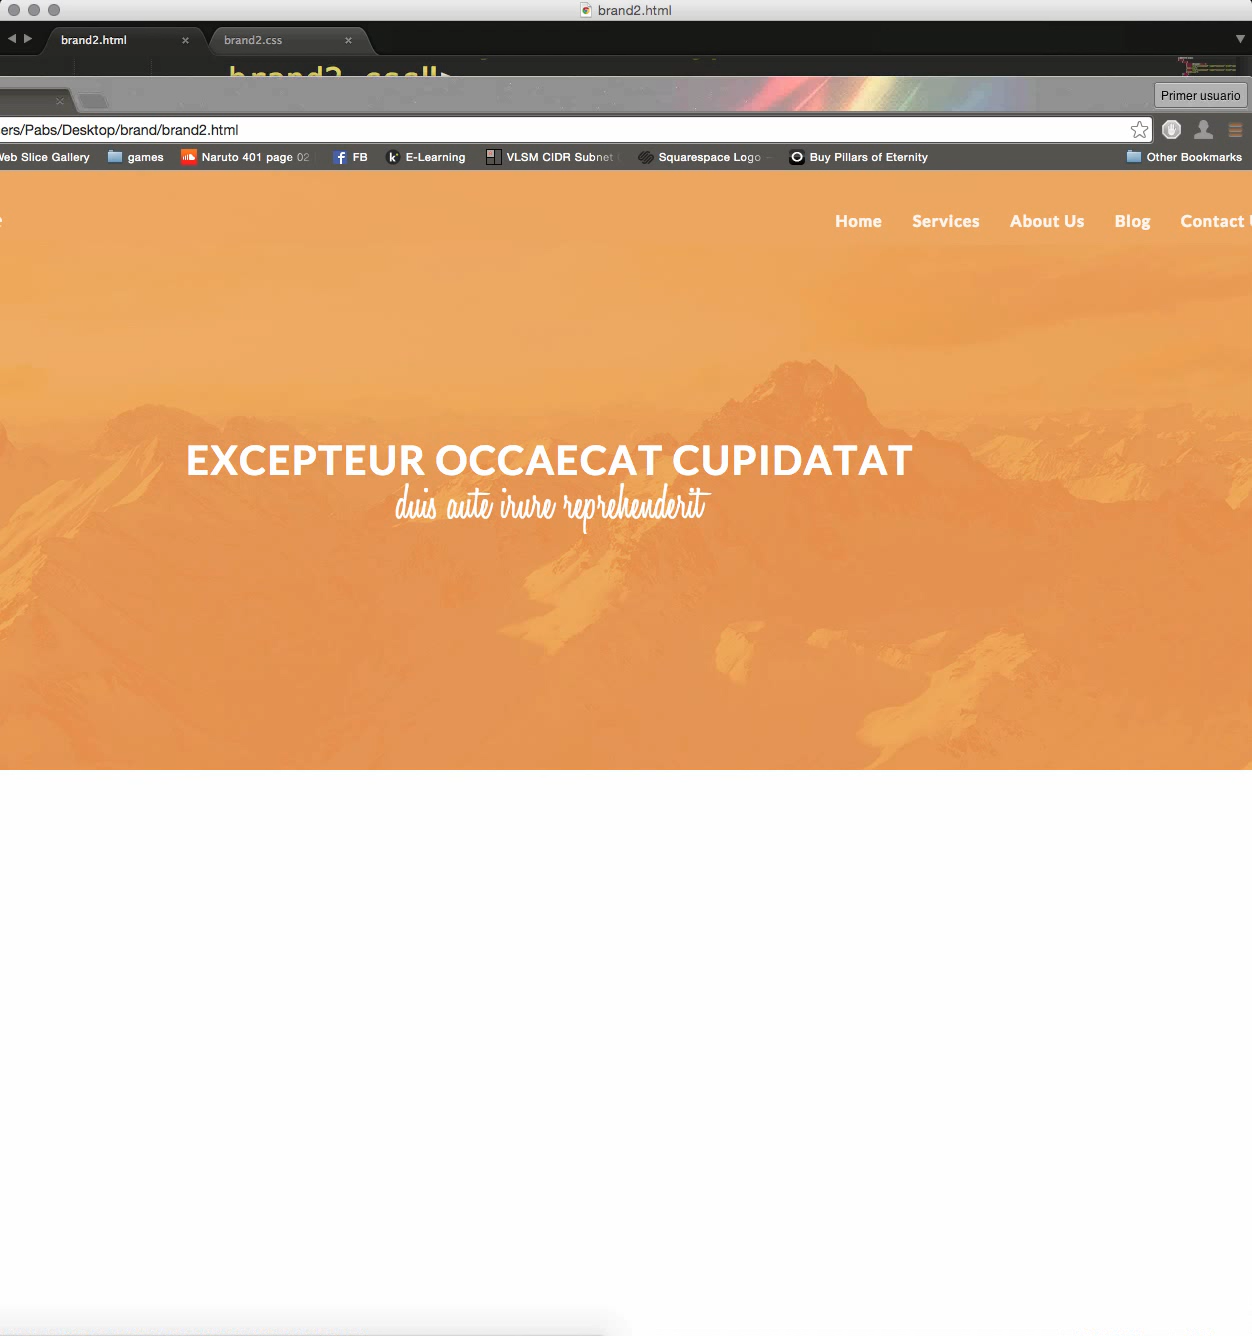 brand2.html
brand2.html
brand2.css
Primer usuario
ers/Pabs/Desktop/brand/brand2.html
Web Slice Gallery games Naruto 401 page 02 FB E-Learning VLSM CIDR Subnet Squarespace Logo Buy Pillars of Eternity Other Bookmarks
Home Services About Us Blog Contact
EXCEPTEUR OCCAECAT CUPIDATAT
duis aute irure reprehenderit